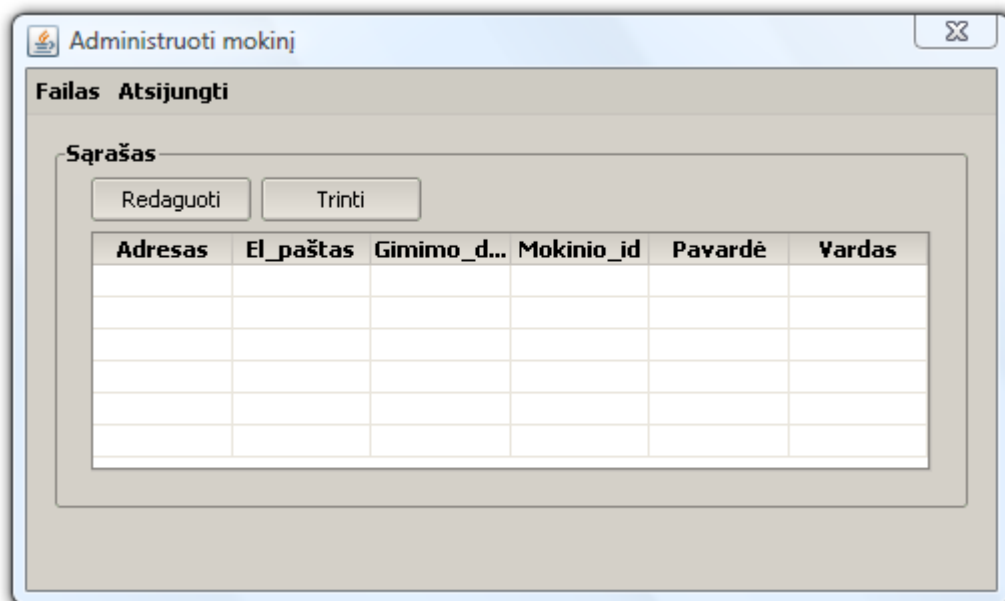 Administruoti mokinį
Failas Atsijungti
Sąrašas
Redaguoti Trinti
Adresas El_paštas Gimimo_d... Mokinio_id Pavardė Vardas